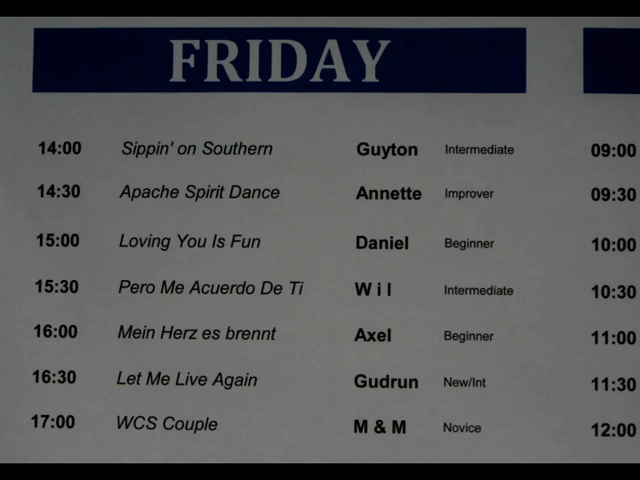 FRIDAY
14:00 Sippin' on Southern Guyton Intermediate 09:00
14:30 Apache Spirit Dance Annette Improver 09:30
15:00 Loving You Is Fun Daniel Beginner 10:00
15:30 Pero Me Acuerdo De Ti W i l Intermediate 10:30
16:00 Mein Herz es brennt Axel Beginner 11:00
16:30 Let Me Live Again Gudrun New/Int 11:30
17:00 WCS Couple M & M Novice 12:00